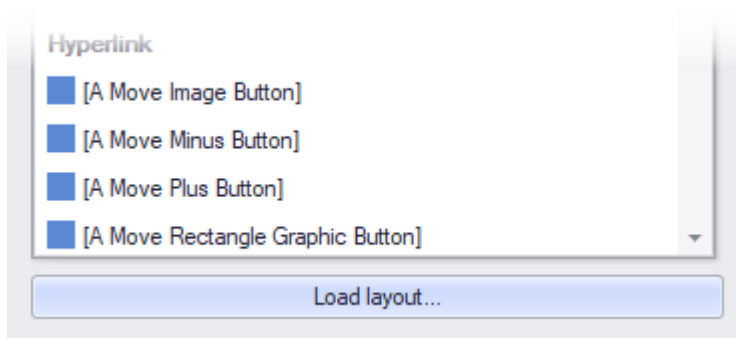 Hyperlink
[A Move Image Button]
[A Move Minus Button]
[A Move Plus Button]
[A Move Rectangle Graphic Button]
Load layout...